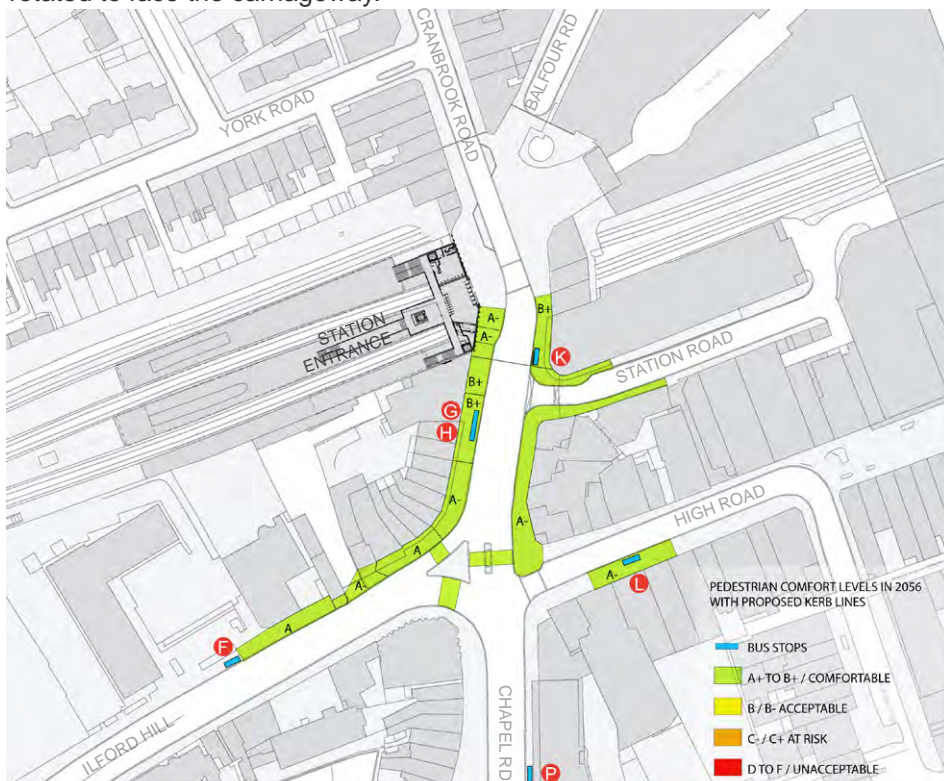 rotated to face the carriageway.
CRANBROOK ROAD
BALFOUR RD
YORK ROAD
STATION
ENTRANCE
A-
A-
B+
B+
B+
K
STATION ROAD
G
H
A-
A-
HIGH ROAD
A
A-
A-
L
A
F
ILFORD HILL
CHAPEL RD
P
PEDESTRIAN COMFORT LEVELS IN 2056
WITH PROPOSED KERB LINES
BUS STOPS
A+ TO B+ / COMFORTABLE
B / B- ACCEPTABLE
C- / C+ AT RISK
D TO F / UNACCEPTABLE